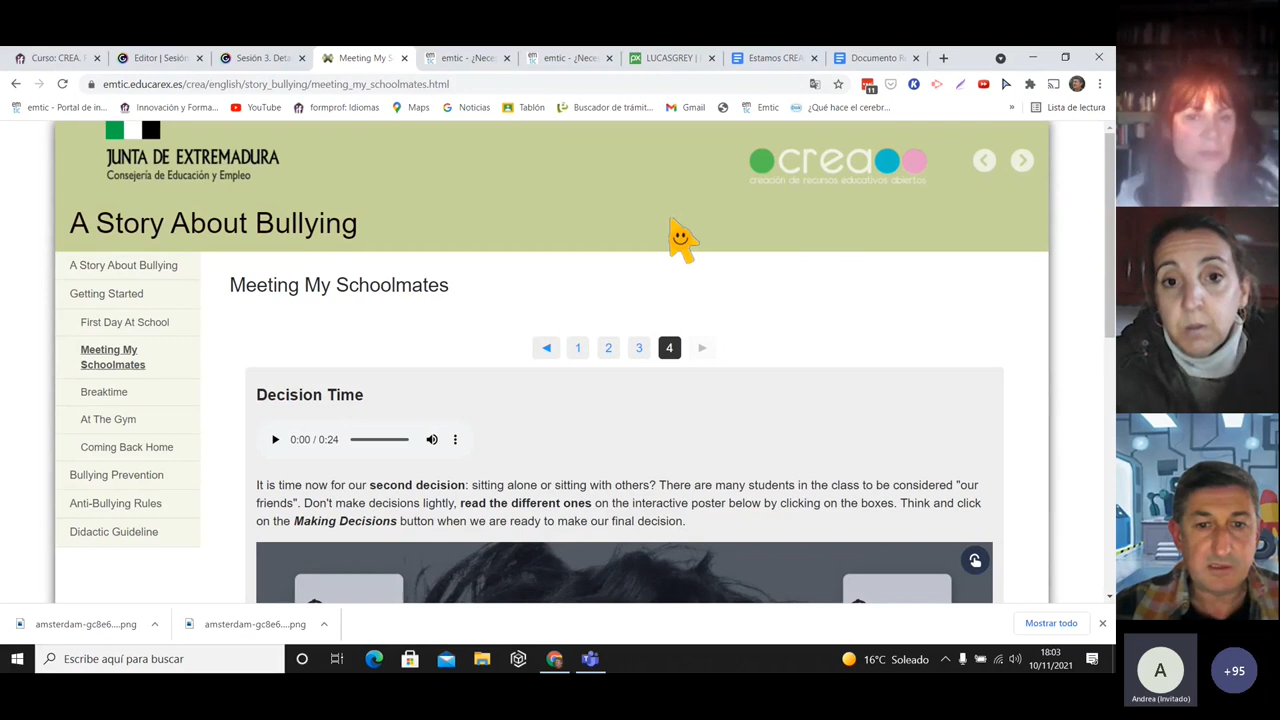 Curso: CREA. F
Editor | Sesión
Sesión 3. Deta
Meeting My S
emtic - ¿Nece
emtic - ¿Nece
LUCASGREY |
Estamos CREA
Documento R
emtic.educarex.es/crea/english/story_bullying/meeting_my_schoolmates.html
11
emtic - Portal de in...
Innovación y Forma...
YouTube
formprof: Idiomas
Maps
Noticias
Tablón
Buscador de trámit...
Gmail
Emtic
¿Qué hace el cerebr...
»
Lista de lectura
JUNTA DE EXTREMADURA
Consejería de Educación y Empleo
crea
creación de recursos educativos abiertos
A Story About Bullying
A Story About Bullying
Getting Started
First Day At School
Meeting My
Schoolmates
Breaktime
At The Gym
Coming Back Home
Bullying Prevention
Anti-Bullying Rules
Didactic Guideline
Meeting My Schoolmates
1 2 3 4
Decision Time
0:00 / 0:24
It is time now for our second decision: sitting alone or sitting with others? There are many students in the class to be considered "our
friends". Don't make decisions lightly, read the different ones on the interactive poster below by clicking on the boxes. Think and click
on the Making Decisions button when we are ready to make our final decision.
amsterdam-gc8e6....png
amsterdam-gc8e6....png
Mostrar todo
Escribe aquí para buscar
16°C Soleado
18:03
10/11/2021
A
Andrea (Invitado)
+95